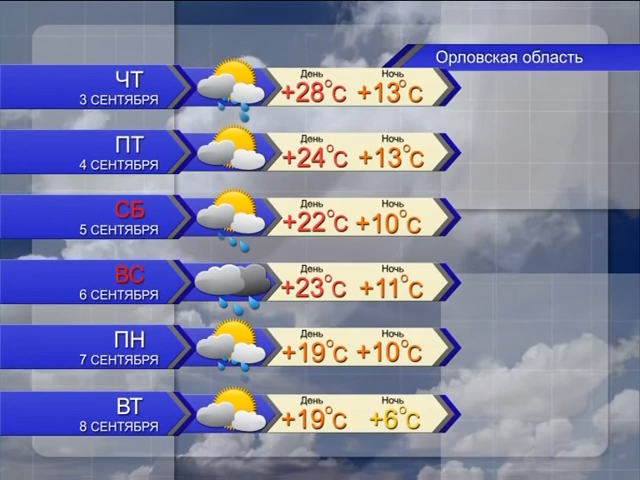 Орловская область
ЧТ
3 СЕНТЯБРЯ
День Ночь
+28°С +13°С
ПТ
4 СЕНТЯБРЯ
День Ночь
+24°С +13°С
СБ
5 СЕНТЯБРЯ
День Ночь
+22°С +10°С
ВС
6 СЕНТЯБРЯ
День Ночь
+23°С +11°С
ПН
7 СЕНТЯБРЯ
День Ночь
+19°С +10°С
ВТ
8 СЕНТЯБРЯ
День Ночь
+19°С +6°С